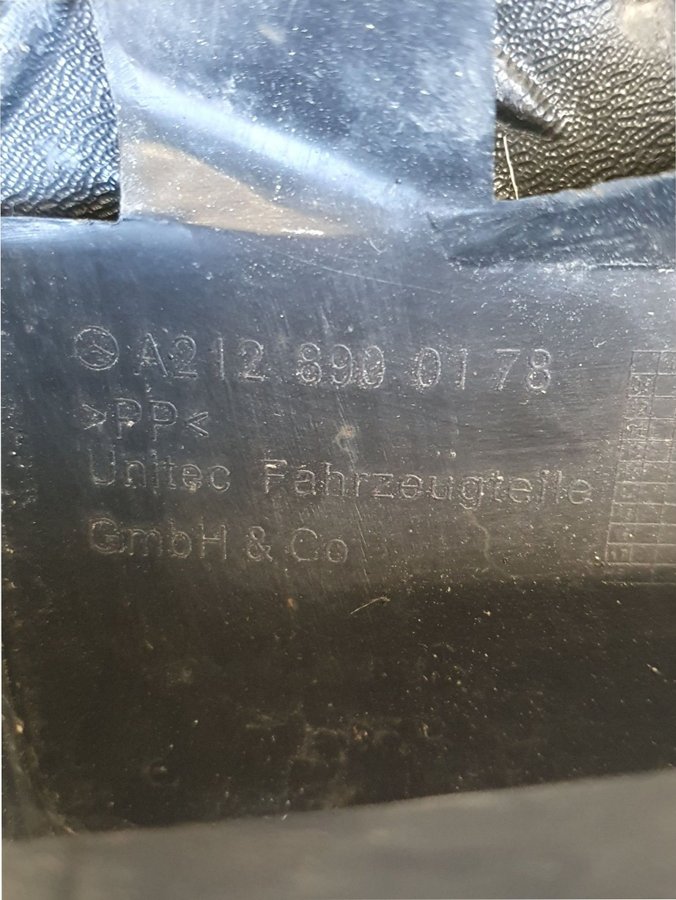 A212 890 01 78
>PP<
Unitec Fahrzeugteile
GmbH & Co